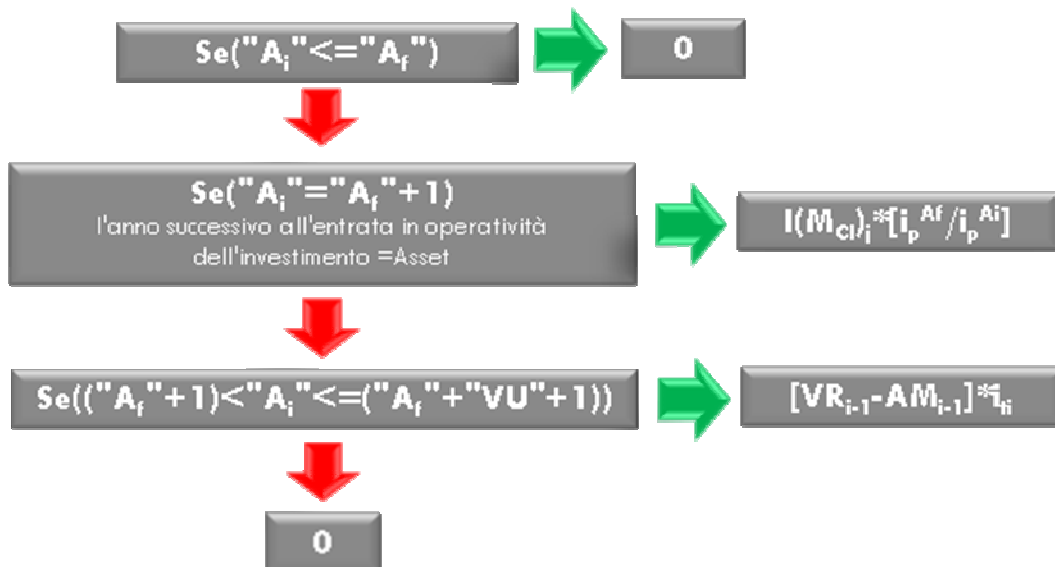 Se("Ai"<="Af")
0
Se("Ai"="Af"+1)
l'anno successivo all'entrata in operatività
dell'investimento =Asset
I(MCI)i*[ipAf/ipAi]
Se(("Af"+1)<"Ai"<=("Af"+"VU"+1))
[VRi-1-AMi-1]*iti
0